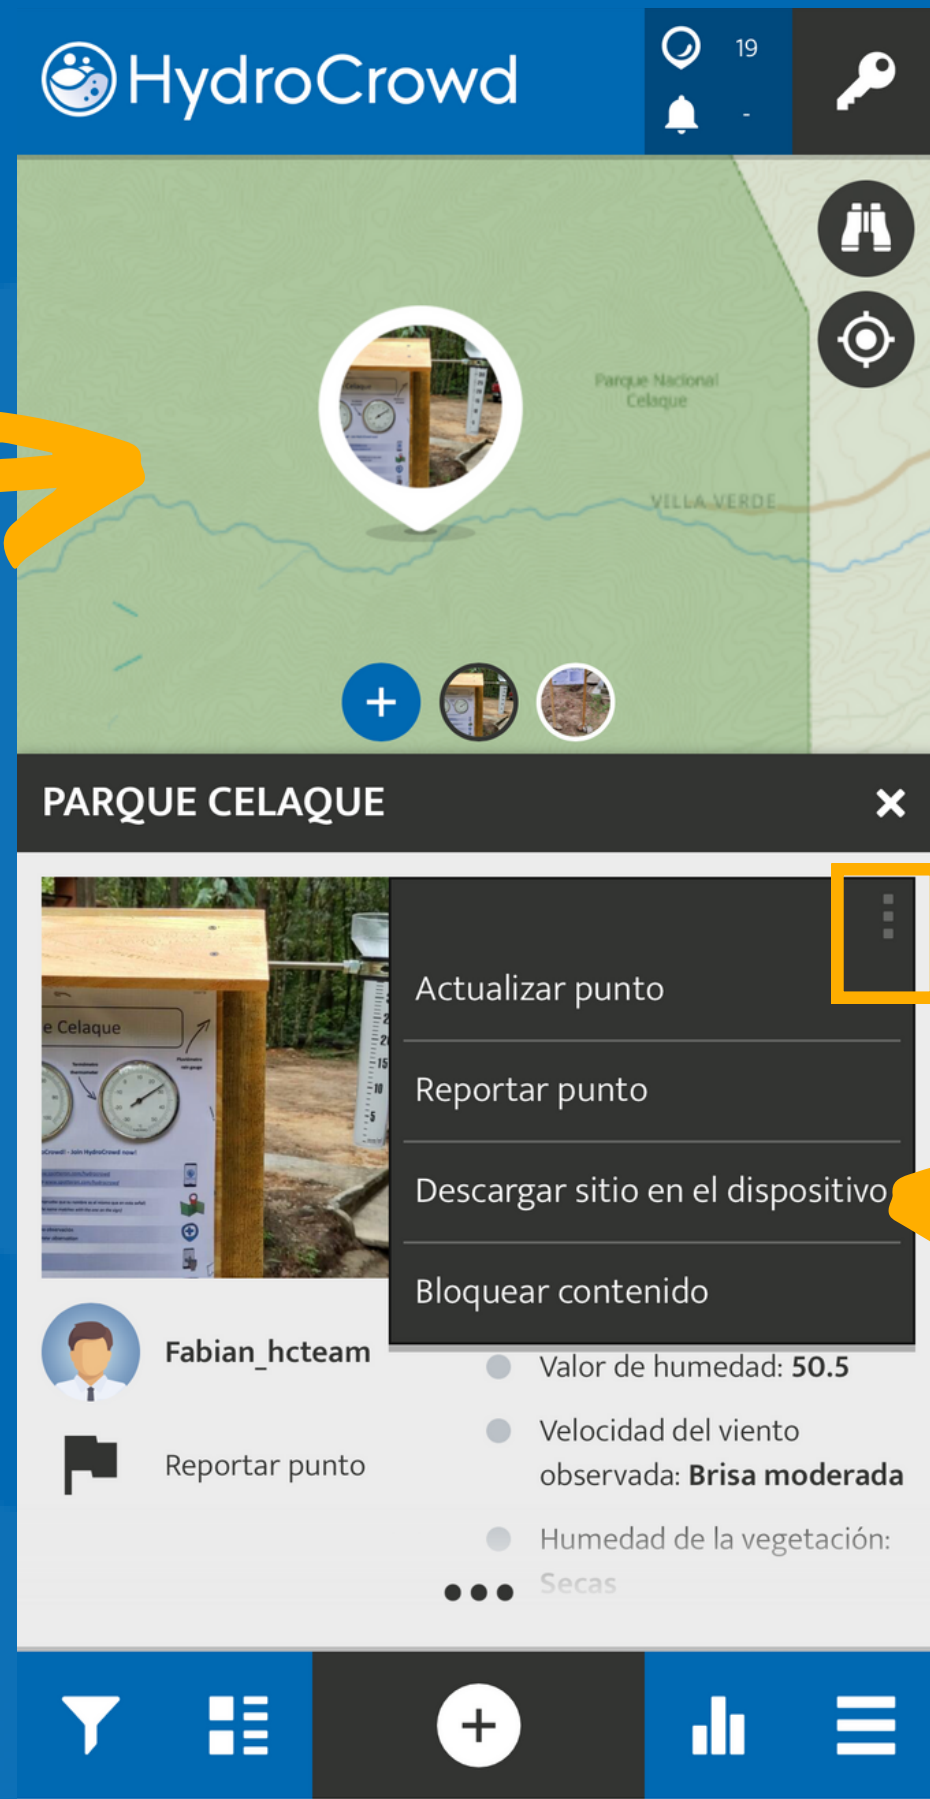 HydroCrowd
19
-
Parque Nacional
Celaque
VILLA VERDE
PARQUE CELAQUE
Actualizar punto
Reportar punto
Descargar sitio en el dispositivo
Bloquear contenido
e Celaque
Fabian_hcteam
Reportar punto
Valor de humedad: 50.5
Velocidad del viento
observada: Brisa moderada
Humedad de la vegetación:
Secas